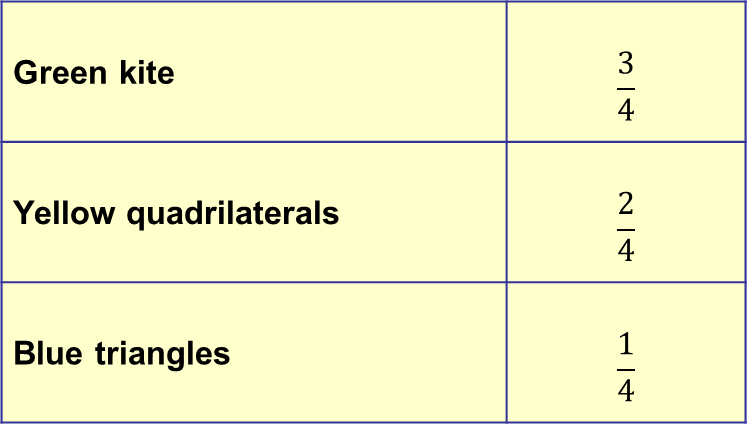 Green kite 3/4
Yellow quadrilaterals 2/4
Blue triangles 1/4